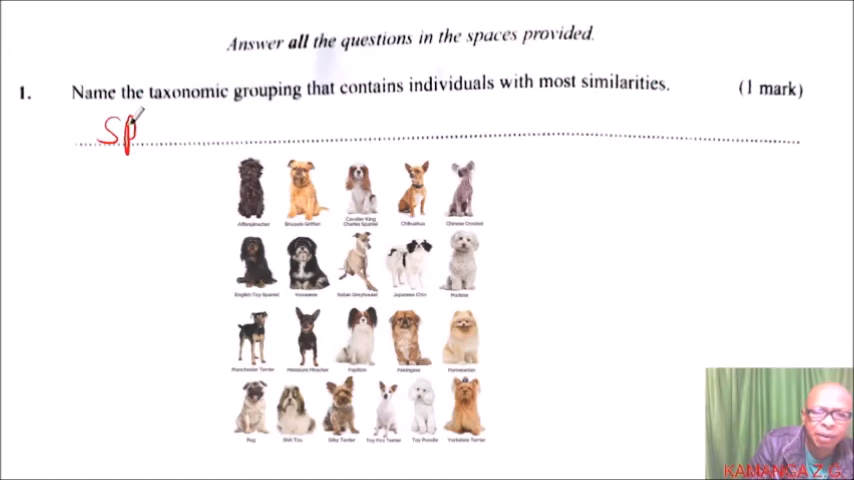 Answer all the questions in the spaces provided.
1. Name the taxonomic grouping that contains individuals with most similarities. (1 mark)
Sp
Affenpinscher Brussels Griffon Cavalier King Charles Spaniel Chihuahua Chinese Crested
English Toy Spaniel Havanese Italian Greyhound Japanese Chin Maltese
Manchester Terrier Miniature Pinscher Papillon Pekingese Pomeranian
Pug Shih Tzu Silky Terrier Toy Fox Terrier Toy Poodle Yorkshire Terrier
KAMANGA Z.G.